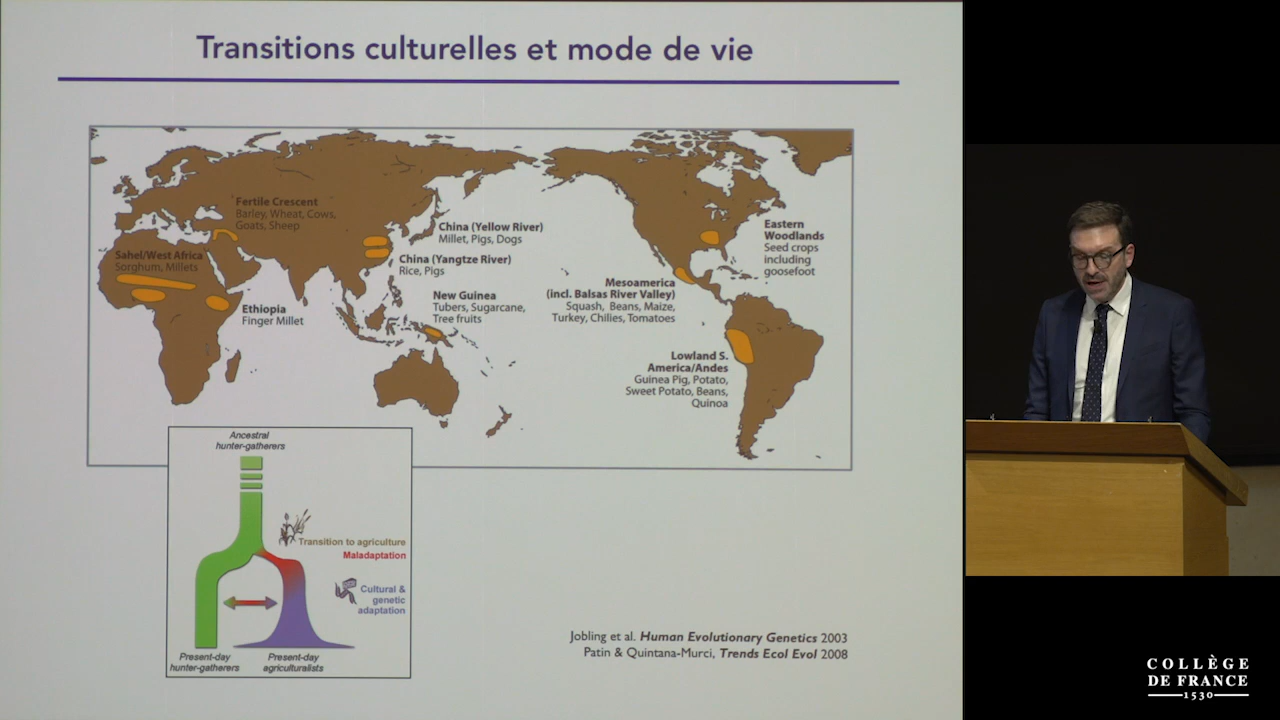 Transitions culturelles et mode de vie
Fertile Crescent
Barley, Wheat, Cows,
Goats, Sheep
Sahel/West Africa
Sorghum, Millets
Ethiopia
Finger Millet
China (Yellow River)
Millet, Pigs, Dogs
China (Yangtze River)
Rice, Pigs
New Guinea
Tubers, Sugarcane,
Tree fruits
Mesoamerica
(incl. Balsas River Valley)
Squash, Beans, Maize,
Turkey, Chilies, Tomatoes
Eastern
Woodlands
Seed crops
including
goosefoot
Lowland S.
America/Andes
Guinea Pig, Potato,
Sweet Potato, Beans,
Quinoa
Ancestral
hunter-gatherers
Transition to agriculture
Maladaptation
Cultural &
genetic
adaptation
Present-day
hunter-gatherers
Present-day
agriculturalists
Jobling et al. Human Evolutionary Genetics 2003
Patin & Quintana-Murci, Trends Ecol Evol 2008
COLLÈGE
DE FRANCE
1530